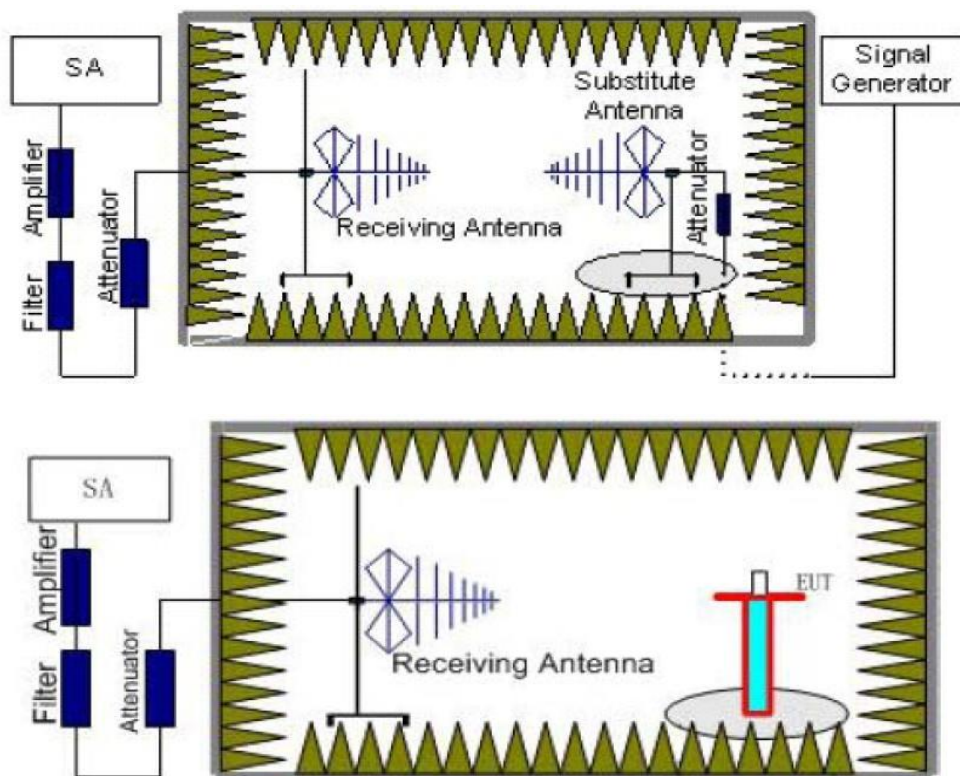 SA
Amplifier
Filter
Attenuator
Receiving Antenna
Substitute
Antenna
Attenuator
Signal
Generator
SA
Amplifier
Filter
Attenuator
Receiving Antenna
EUT